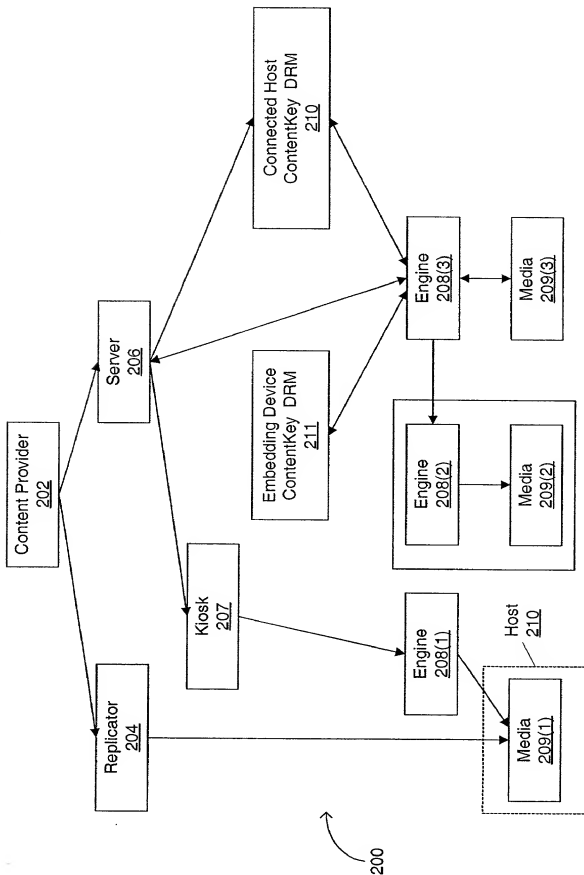 Content Provider
202
Replicator
204
Server
206
Kiosk
207
Embedding Device
ContentKey DRM
211
Connected Host
ContentKey DRM
210
Engine
208(1)
Engine
208(2)
Engine
208(3)
Host
210
Media
209(1)
Media
209(2)
Media
209(3)
200